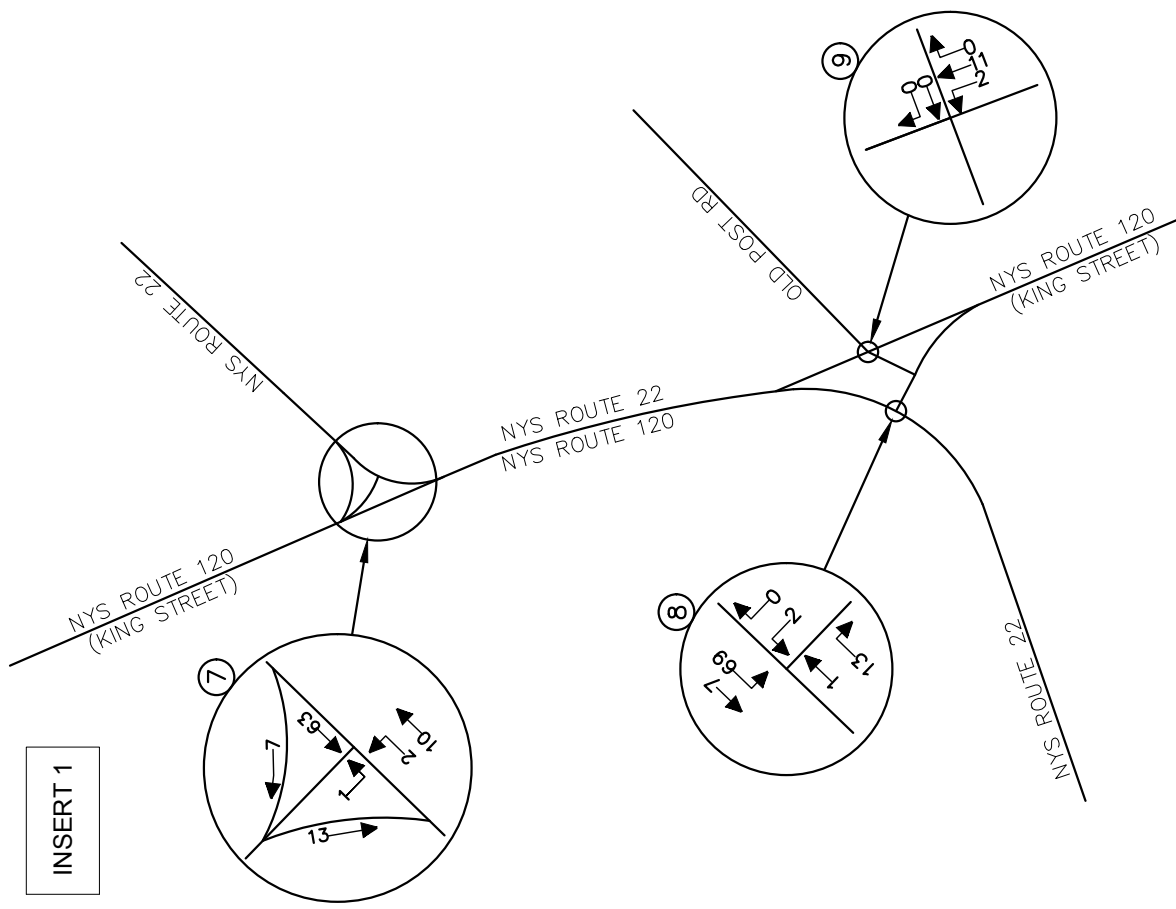 INSERT 1
NYS ROUTE 120
(KING STREET)
NYS ROUTE 22
7
7
63
1
13
2
10
NYS ROUTE 22
NYS ROUTE 120
OLD POST RD
9
0
0
0
11
2
8
7
69
0
2
1
13
NYS ROUTE 120
(KING STREET)
NYS ROUTE 22